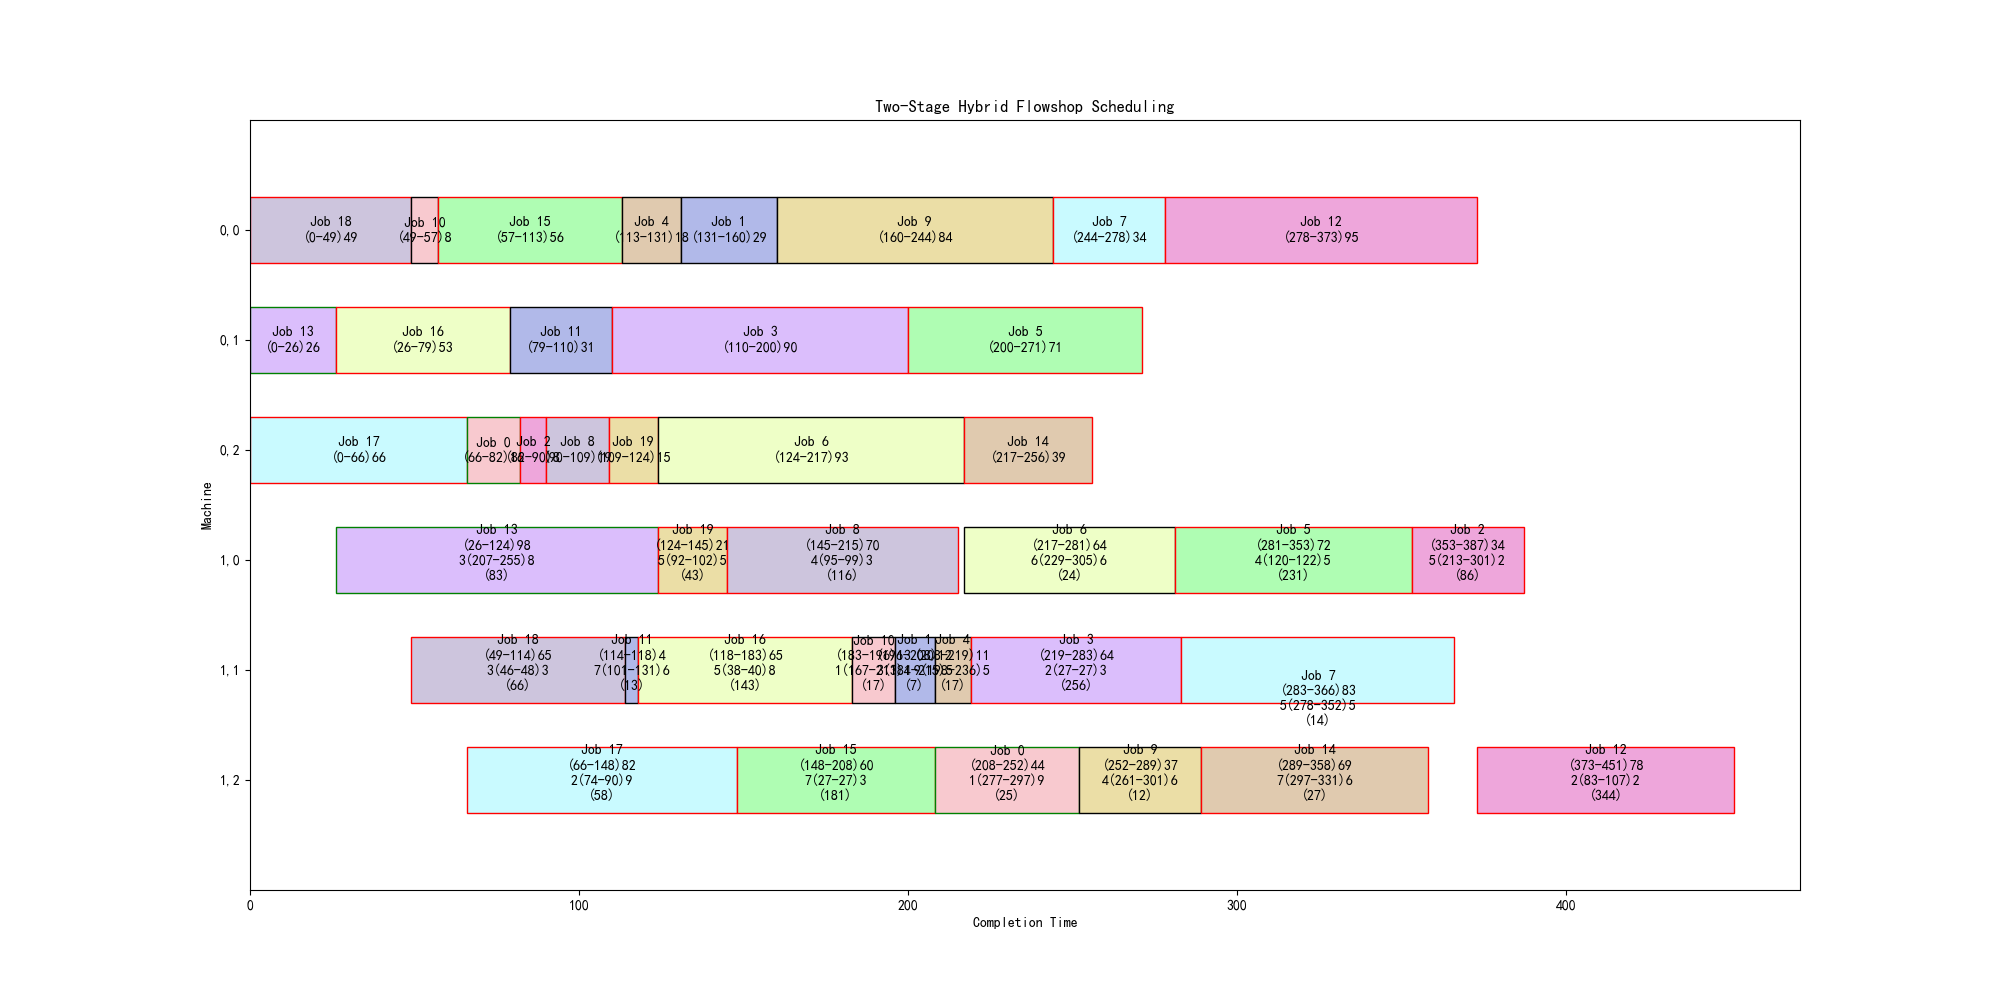 Two-Stage Hybrid Flowshop Scheduling
0,0
Job 18
(0-49)49
Job 10
(49-57)8
Job 15
(57-113)56
Job 4
(113-131)18
Job 1
(131-160)29
Job 9
(160-244)84
Job 7
(244-278)34
Job 12
(278-373)95
0,1
Job 13
(0-26)26
Job 16
(26-79)53
Job 11
(79-110)31
Job 3
(110-200)90
Job 5
(200-271)71
0,2
Job 17
(0-66)66
Job 0
(66-82)16
Job 2
(82-90)8
Job 8
(90-109)19
Job 19
(109-124)15
Job 6
(124-217)93
Job 14
(217-256)39
Machine
1,0
Job 13
(26-124)98
3(207-255)8
(83)
Job 19
(124-145)21
5(92-102)5
(43)
Job 8
(145-215)70
4(95-99)3
(116)
Job 6
(217-281)64
6(229-305)6
(24)
Job 5
(281-353)72
4(120-122)5
(231)
Job 2
(353-387)34
5(213-301)2
(86)
1,1
Job 18
(49-114)65
3(46-48)3
(66)
Job 11
(114-118)4
7(101-131)6
(13)
Job 16
(118-183)65
5(38-40)8
(143)
Job 10
(183-196)13
(17)
Job 1
(196-208)12
(7)
Job 4
(208-219)11
(17)
Job 3
(219-283)64
2(27-27)3
(256)
Job 7
(283-366)83
5(278-352)5
(14)
1,2
Job 17
(66-148)82
2(74-90)9
(58)
Job 15
(148-208)60
7(27-27)3
(181)
Job 0
(208-252)44
1(277-297)9
(25)
Job 9
(252-289)37
4(261-301)6
(12)
Job 14
(289-358)69
7(297-331)6
(27)
Job 12
(373-451)78
2(83-107)2
(344)
0
100
200
300
400
Completion Time